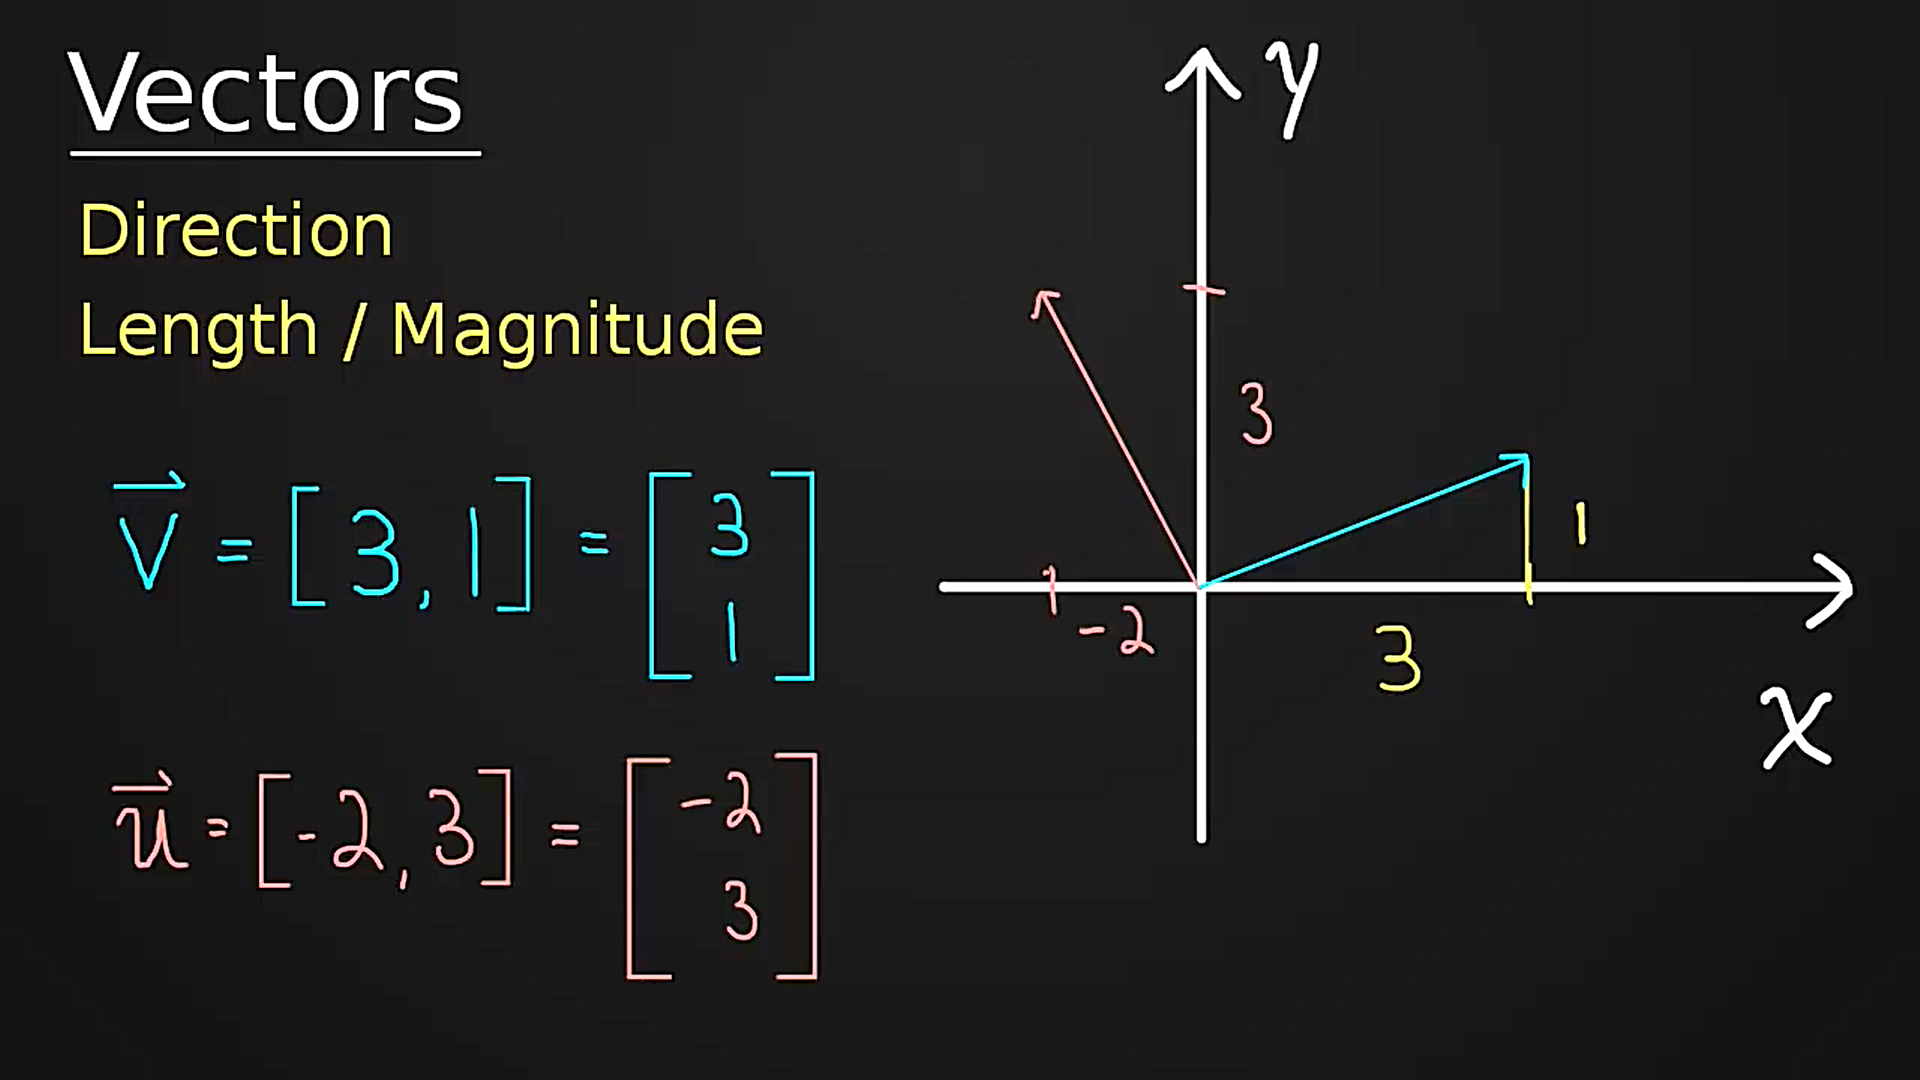 Vectors
Direction
Length / Magnitude
V = [3, 1] = [3
1]
u = [-2, 3] = [-2
3]
y
3
1
-2
3
x